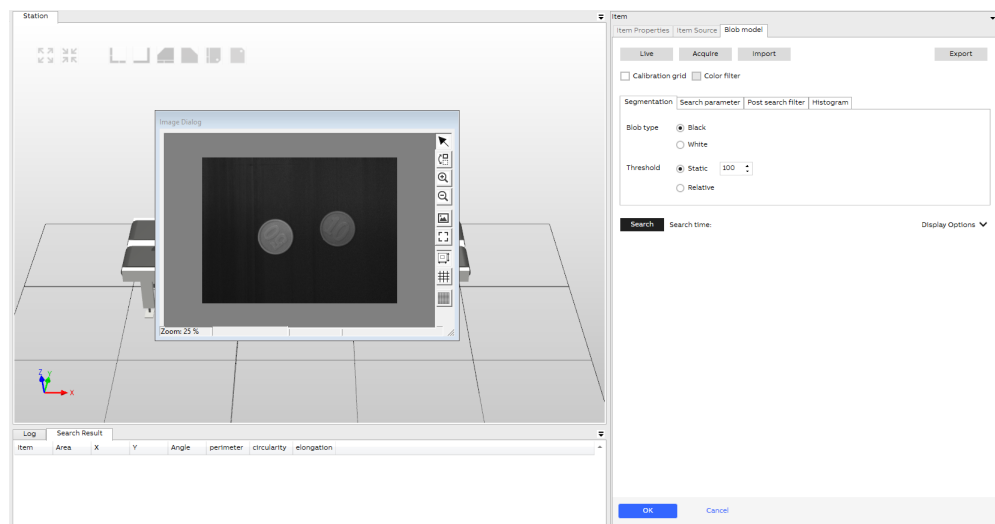 Station
Image Dialog
Zoom: 25 %
Z
y
X
Log Search Result
Item Area X Y Angle perimeter circularity elongation
Item
Item Properties Item Source Blob model
Live Acquire Import Export
Calibration grid Color filter
Segmentation Search parameter Post search filter Histogram
Blob type Black
White
Threshold Static 100
Relative
Search Search time: Display Options
OK Cancel